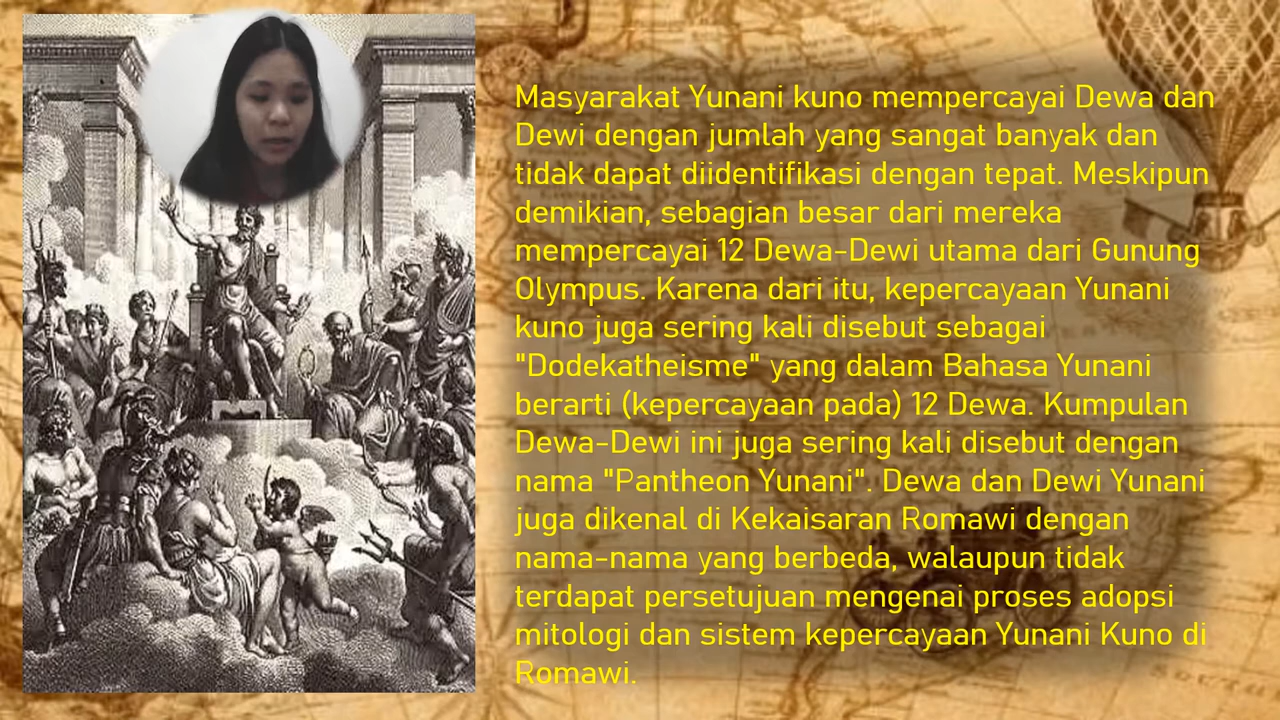 Masyarakat Yunani kuno mempercayai Dewa dan
Dewi dengan jumlah yang sangat banyak dan
tidak dapat diidentifikasi dengan tepat. Meskipun
demikian, sebagian besar dari mereka
mempercayai 12 Dewa-Dewi utama dari Gunung
Olympus. Karena dari itu, kepercayaan Yunani
kuno juga sering kali disebut sebagai
"Dodekatheisme" yang dalam Bahasa Yunani
berarti (kepercayaan pada) 12 Dewa. Kumpulan
Dewa-Dewi ini juga sering kali disebut dengan
nama "Pantheon Yunani". Dewa dan Dewi Yunani
juga dikenal di Kekaisaran Romawi dengan
nama-nama yang berbeda, walaupun tidak
terdapat persetujuan mengenai proses adopsi
mitologi dan sistem kepercayaan Yunani Kuno di
Romawi.